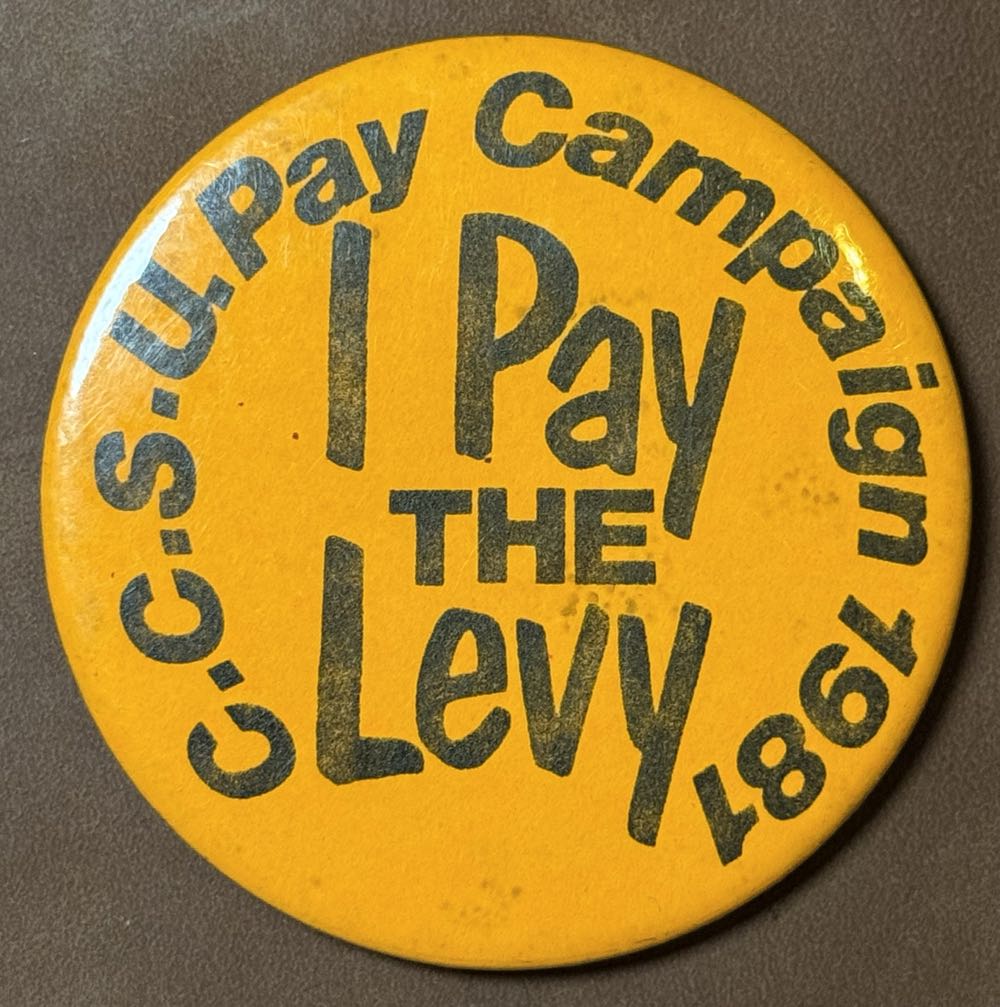 C.C.S.U. Pay Campaign 1981
I Pay
THE
Levy